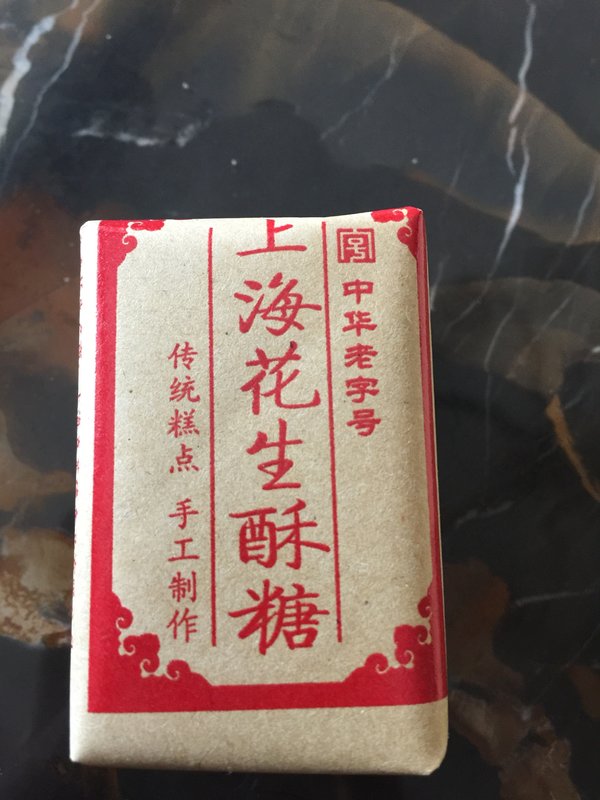 中华老字号
上海花生酥糖
传统糕点 手工制作